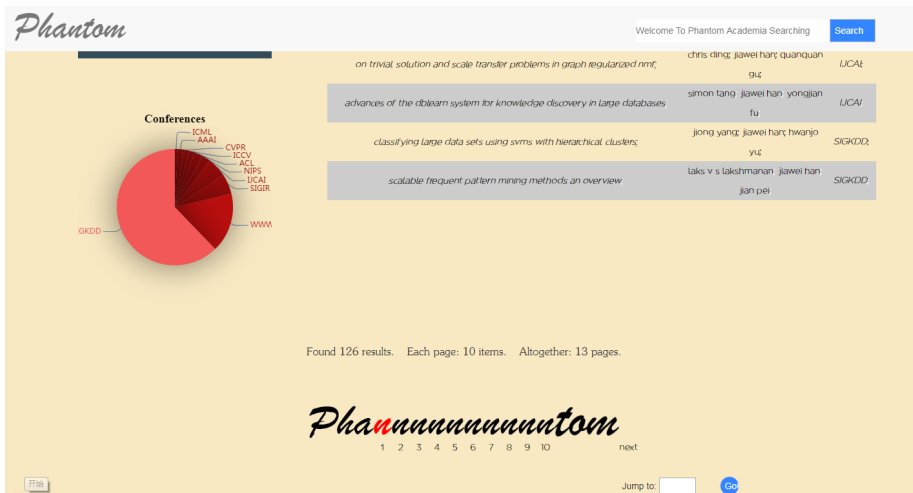 Phantom
Welcome To Phantom Academia Searching Search
on trivial solution and scale transfer problems in graph regularized nmf; chris ding; jiawei han; quanquan gu; IJCAI;
advances of the dblearn system for knowledge discovery in large databases simon tang jiawei han yongjian fu IJCAI
classifying large data sets using svms with hierarchical clusters; jiong yang; jiawei han; hwanjo yu; SIGKDD;
scalable frequent pattern mining methods an overview laks v s lakshmanan jiawei han jian pei SIGKDD
Conferences
ICML
AAAI
CVPR
ICCV
ACL
NIPS
IJCAI
SIGIR
WWW
GKDD
Found 126 results. Each page: 10 items. Altogether: 13 pages.
Phannnnnnnnnntom
1 2 3 4 5 6 7 8 9 10 next
开始
Jump to: Go